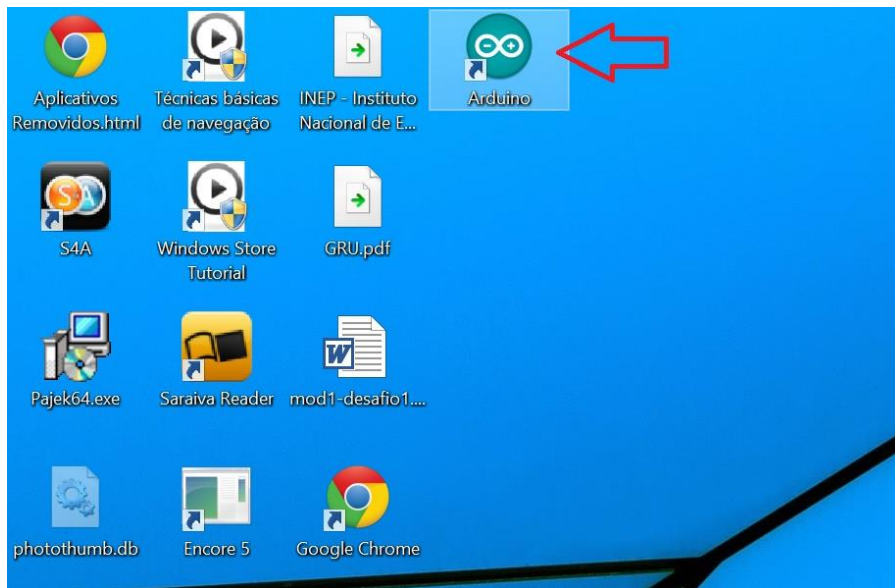 Aplicativos
Removidos.html
Técnicas básicas
de navegação
INEP - Instituto
Nacional de E...
Arduino
S4A
Windows Store
Tutorial
GRU.pdf
Pajek64.exe
Saraiva Reader
mod1-desafio1....
photothumb.db
Encore 5
Google Chrome